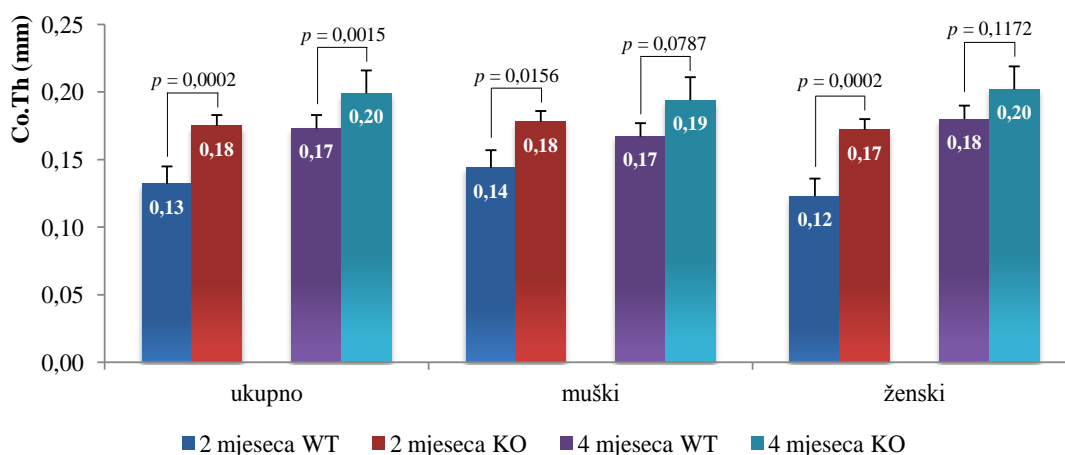 Co.Th (mm)
0,25
0,20
0,15
0,10
0,05
0,00
p = 0,0002
p = 0,0015
p = 0,0156
p = 0,0787
p = 0,0002
p = 0,1172
0,13
0,18
0,17
0,20
0,14
0,18
0,17
0,19
0,12
0,17
0,18
0,20
ukupno
muški
ženski
2 mjeseca WT
2 mjeseca KO
4 mjeseca WT
4 mjeseca KO